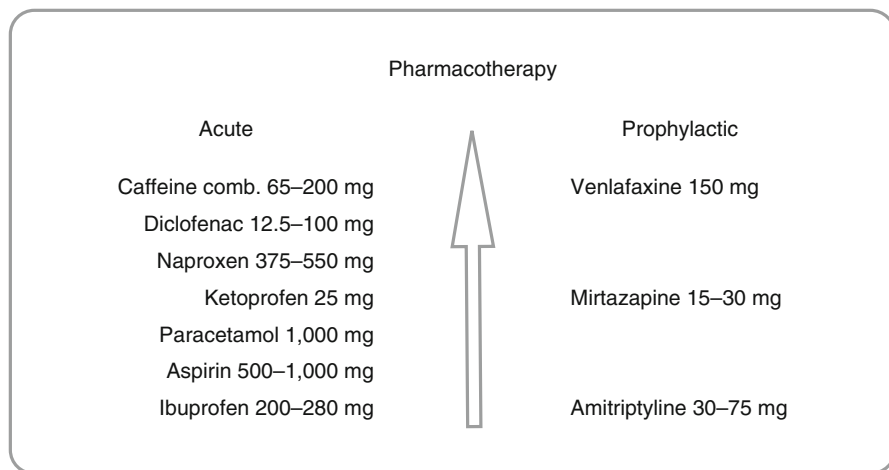 Pharmacotherapy
Acute
Prophylactic
Caffeine comb. 65–200 mg
Venlafaxine 150 mg
Diclofenac 12.5–100 mg
Naproxen 375–550 mg
Ketoprofen 25 mg
Mirtazapine 15–30 mg
Paracetamol 1,000 mg
Aspirin 500–1,000 mg
Ibuprofen 200–280 mg
Amitriptyline 30–75 mg